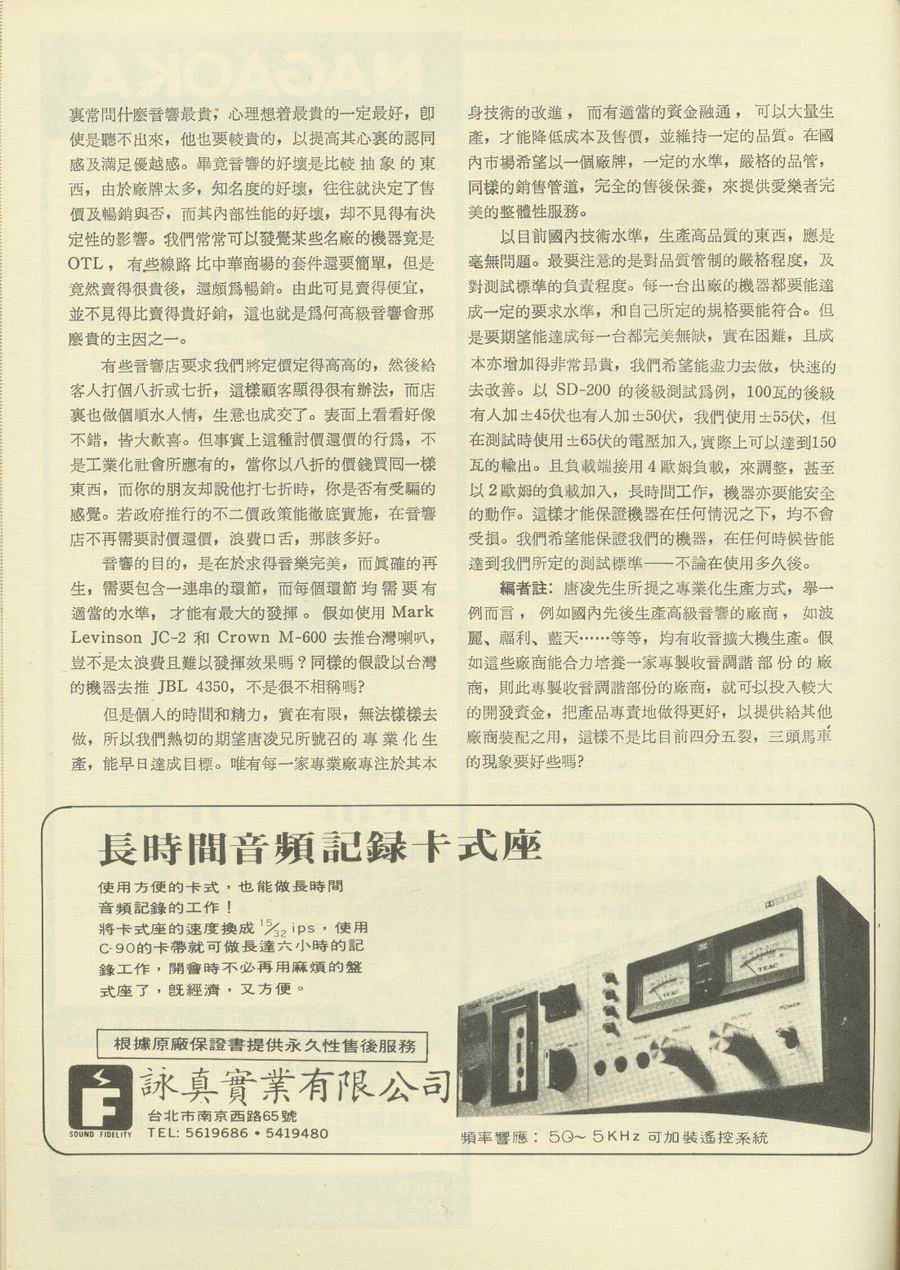 裏常問什麼音響最貴，心理想着最貴的一定最好，卽
使是聽不出來，他也要較貴的，以提高其心裏的認同
感及滿足優越感。畢竟音響的好壞是比較抽象的東
西，由於廠牌太多，知名度的好壞，往往就決定了售
價及暢銷與否，而其內部性能的好壞，却不見得有決
定性的影響。我們常常可以發覺某些名廠的機器竟是
OTL，有些線路比中華商場的套件還要簡單，但是
竟然賣得很貴後，還頗爲暢銷。由此可見賣得便宜，
並不見得比賣得貴好銷，這也就是爲何高級音響會那
麼貴的主因之一。
有些音響店要求我們將定價定得高高的，然後給
客人打個八折或七折，這樣顧客顯得很有辦法，而店
裏也做個順水人情，生意也成交了。表面上看看好像
不錯，皆大歡喜。但事實上這種討價還價的行爲，不
是工業化社會所應有的，當你以八折的價錢買囘一樣
東西，而你的朋友却說他打七折時，你是否有受騙的
感覺。若政府推行的不二價政策能徹底實施，在音響
店不再需要討價還價，浪費口舌，那該多好。
音響的目的，是在於求得音樂完美，而眞確的再
生，需要包含一連串的環節，而每個環節均需要有
適當的水準，才能有最大的發揮。假如使用 Mark
Levinson JC-2 和 Crown M-600 去推台灣喇叭，
豈不是太浪費且難以發揮效果嗎？同樣的假設以台灣
的機器去推 JBL 4350，不是很不相稱嗎？
但是個人的時間和精力，實在有限，無法樣樣去
做，所以我們熱切的期望唐凌兄所號召的專業化生
產，能早日達成目標。唯有每一家專業廠專注於其本
身技術的改進，而有適當的資金融通，可以大量生
產，才能降低成本及售價，並維持一定的品質。在國
內市場希望以一個廠牌，一定的水準，嚴格的品管，
同樣的銷售管道，完全的售後保養，來提供愛樂者完
美的整體性服務。
以目前國內技術水準，生產高品質的東西，應是
毫無問題。最要注意的是對品質管制的嚴格程度，及
對測試標準的負責程度。每一台出廠的機器都要能達
成一定的要求水準，和自己所定的規格要能符合。但
是要期望能達成每一台都完美無缺，實在困難，且成
本亦增加得非常昻貴，我們希望能盡力去做，快速的
去改善。以 SD-200 的後級測試爲例，100瓦的後級
有人加±45伏也有人加±50伏，我們使用±55伏，但
在測試時使用±65伏的電壓加入，實際上可以達到150
瓦的輸出。且負載端接用4歐姆負載，來調整，甚至
以2歐姆的負載加入，長時間工作，機器亦要能安全
的動作。這樣才能保證機器在任何情況之下，均不會
受損。我們希望能保證我們的機器，在任何時候皆能
達到我們所定的測試標準——不論在使用多久後。
編者註：唐凌先生所提之專業化生產方式，舉一
例而言，例如國內先後生產高級音響的廠商，如波
麗、福利、藍天……等等，均有收音擴大機生產。假
如這些廠商能合力培養一家專製收音調諧部份的廠
商，則此專製收音調諧部份的廠商，就可以投入較大
的開發資金，把產品專責地做得更好，以提供給其他
廠商裝配之用，這樣不是比目前四分五裂，三頭馬車
的現象要好些嗎？
長時間音頻記録卡式座
使用方便的卡式，也能做長時間
音頻記錄的工作！
將卡式座的速度換成 15/32 ips，使用
C-90的卡帶就可做長達六小時的記
錄工作，開會時不必再用麻煩的盤
式座了，旣經濟，又方便。
根據原廠保證書提供永久性售後服務
F
SOUND FIDELITY
詠真實業有限公司
台北市南京西路65號
TEL: 5619686・5419480
TEAC
TEAC
TEAC
RECORD
OUTPUT
POWER
頻率響應：50～5KHz 可加裝遙控系統